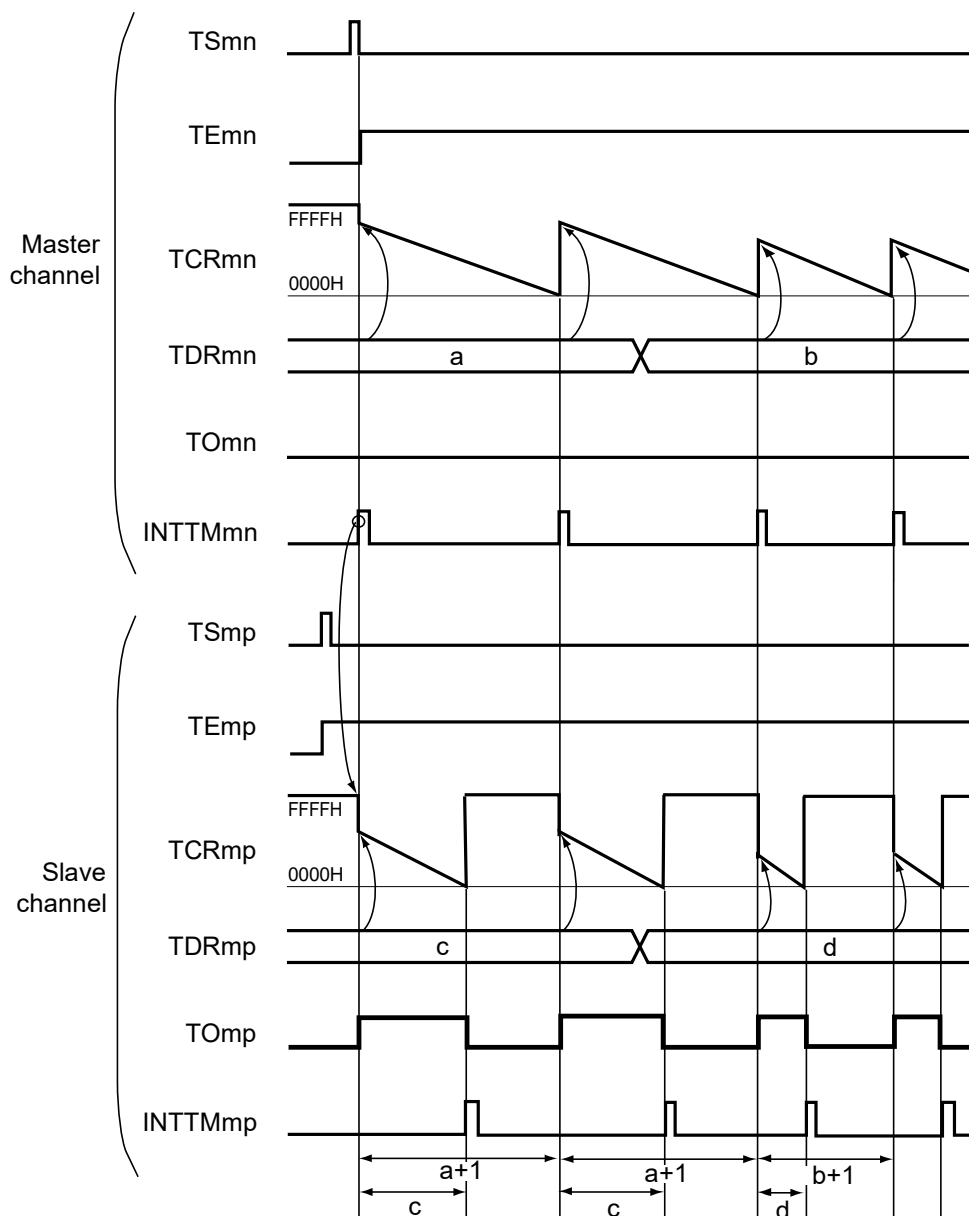 TSmn
TEmn
FFFFH
Master
channel
TCRmn
0000H
TDRmn
a
b
TOmn
INTTMmn
TSmp
TEmp
FFFFH
TCRmp
0000H
Slave
channel
TDRmp
c
d
TOmp
INTTMmp
a+1
a+1
b+1
c
c
d